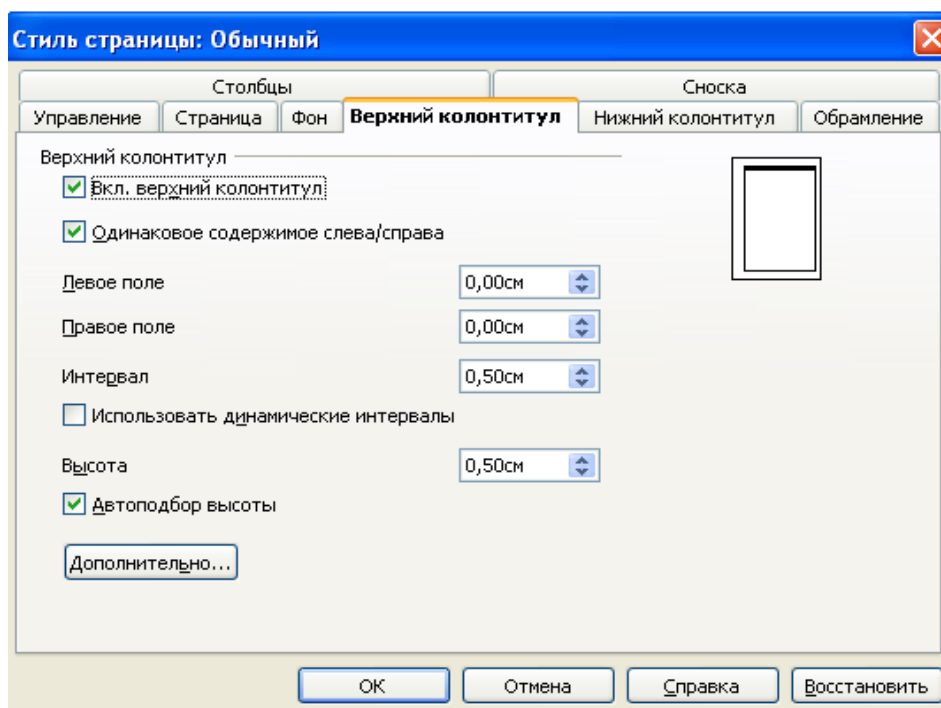 Стиль страницы: Обычный
Столбцы Сноска
Управление Страница Фон Верхний колонтитул Нижний колонтитул Обрамление
Верхний колонтитул
Вкл. верхний колонтитул
Одинаковое содержимое слева/справа
Левое поле 0,00см
Правое поле 0,00см
Интервал 0,50см
Использовать динамические интервалы
Высота 0,50см
Автоподбор высоты
Дополнительно...
ОК Отмена Справка Восстановить